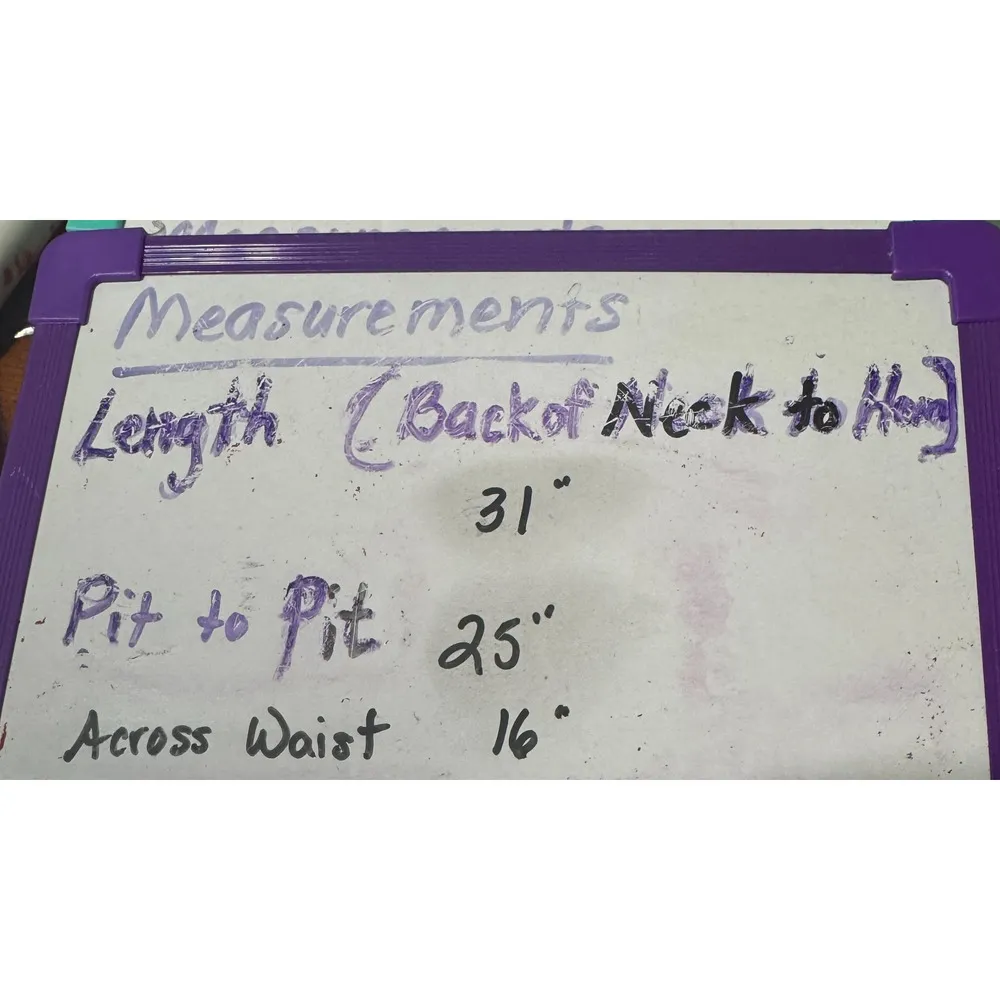 Measurements
Length (Back of Neck to Hem)
31"
Pit to Pit 25"
Across Waist 16"